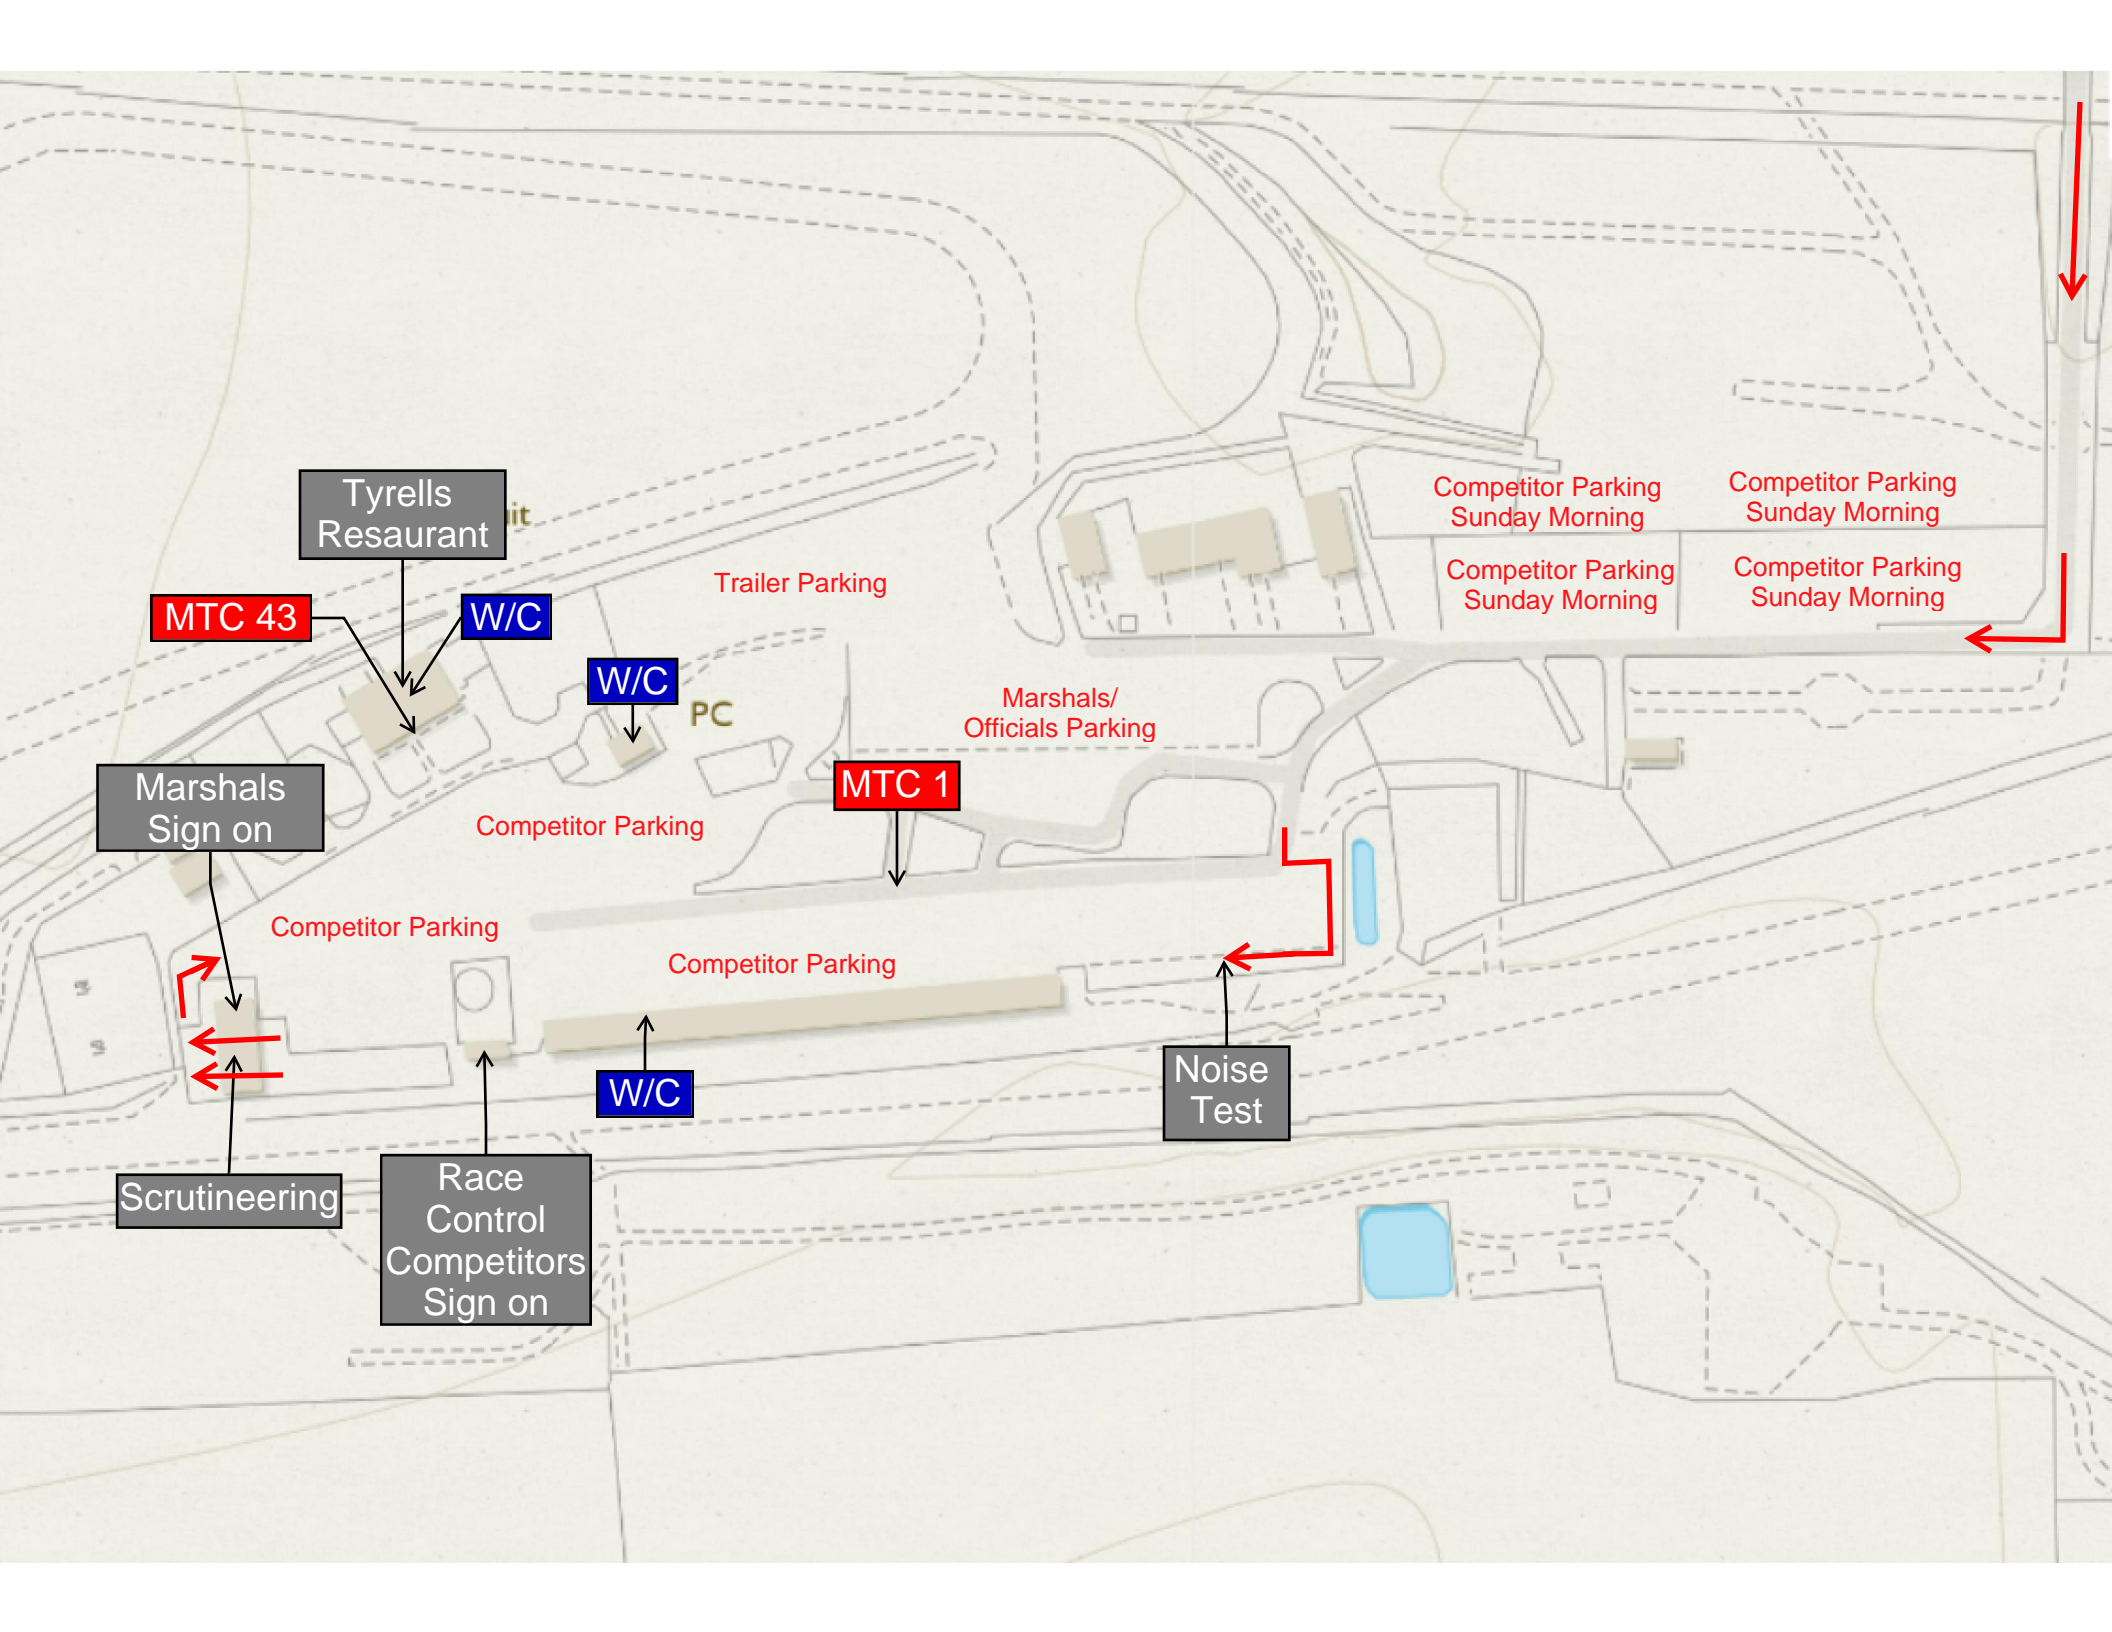 Tyrells
Resaurant
it
Competitor Parking
Sunday Morning
Competitor Parking
Sunday Morning
Competitor Parking
Sunday Morning
Competitor Parking
Sunday Morning
Trailer Parking
MTC 43
W/C
W/C
PC
Marshals/
Officials Parking
Marshals
Sign on
MTC 1
Competitor Parking
Competitor Parking
Competitor Parking
W/C
Noise
Test
Scrutineering
Race
Control
Competitors
Sign on